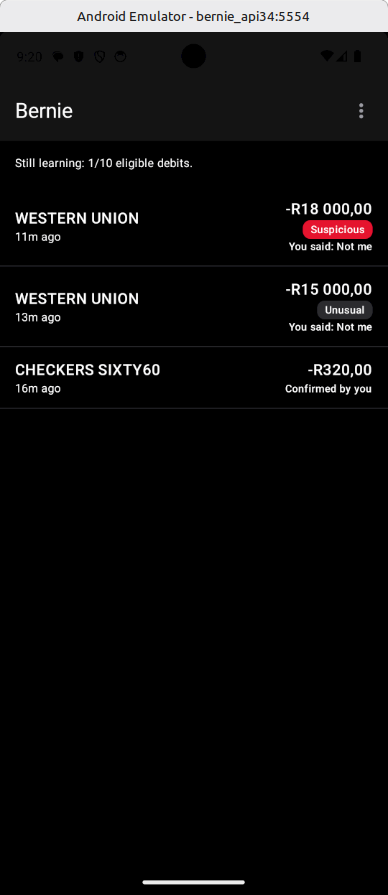 Android Emulator - bernie_api34:5554
9:20
Bernie
Still learning: 1/10 eligible debits.
WESTERN UNION
-R18 000,00
11m ago
Suspicious
You said: Not me
WESTERN UNION
-R15 000,00
13m ago
Unusual
You said: Not me
CHECKERS SIXTY60
-R320,00
16m ago
Confirmed by you